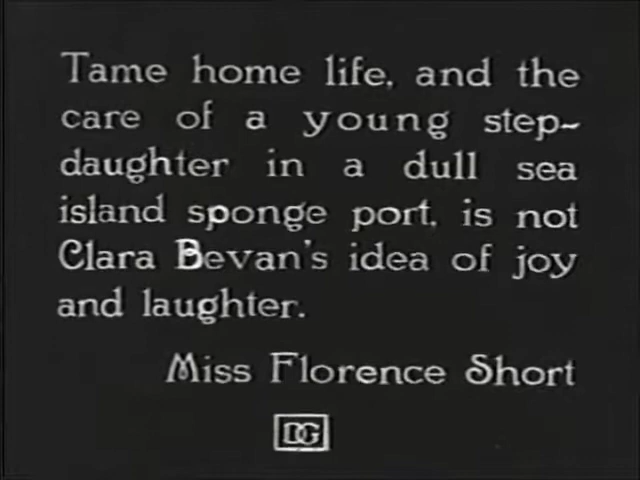 Tame home life, and the
care of a young step-
daughter in a dull sea
island sponge port, is not
Clara Bevan's idea of joy
and laughter.
Miss Florence Short
DG